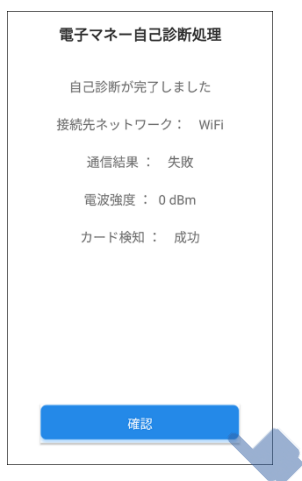 電子マネー自己診断処理
自己診断が完了しました
接続先ネットワーク： WiFi
通信結果 ： 失敗
電波強度 ： 0 dBm
カード検知 ： 成功
確認